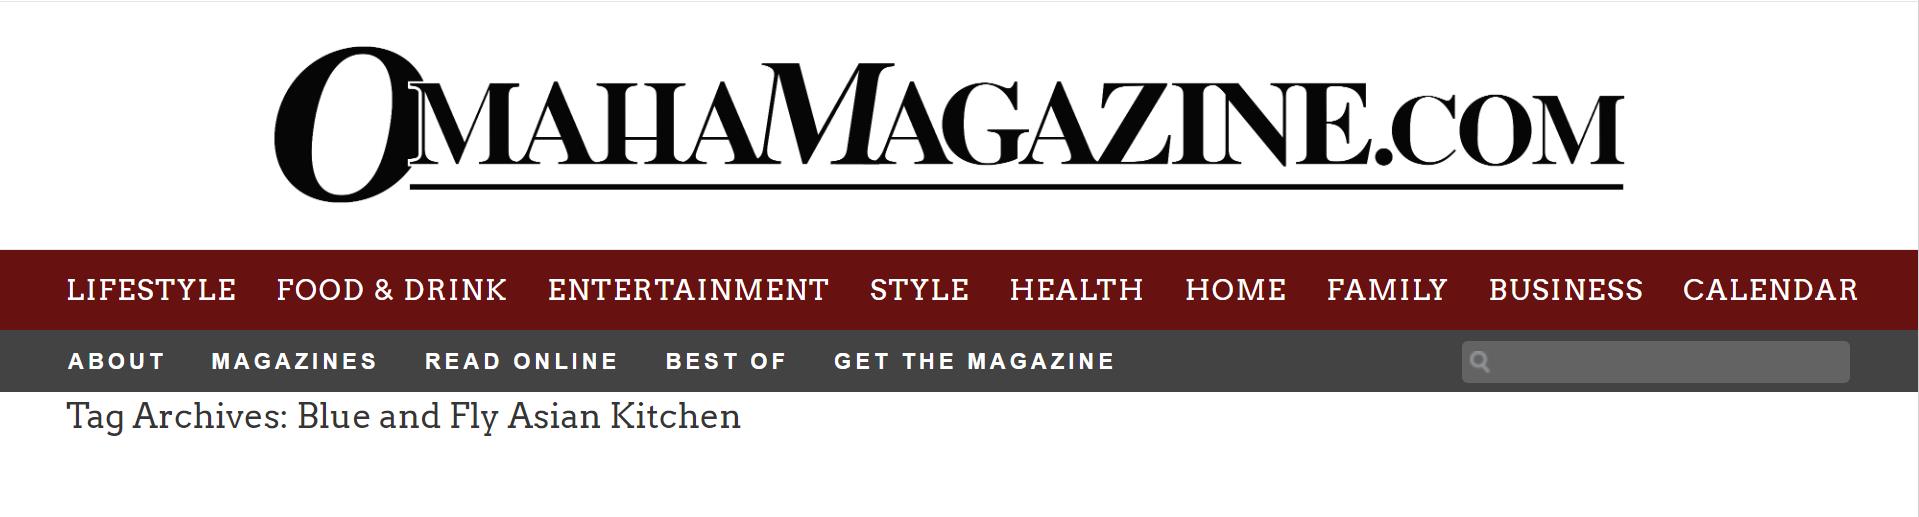 OMAHAMAGAZINE.COM
LIFESTYLE FOOD & DRINK ENTERTAINMENT STYLE HEALTH HOME FAMILY BUSINESS CALENDAR
ABOUT MAGAZINES READ ONLINE BEST OF GET THE MAGAZINE
Tag Archives: Blue and Fly Asian Kitchen